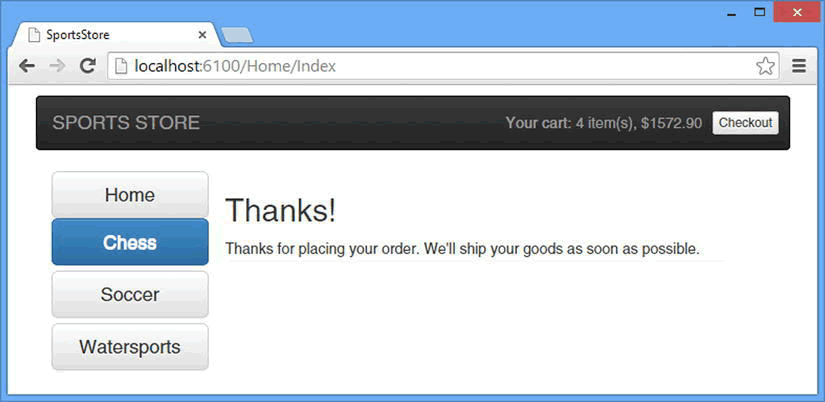 SportsStore
localhost:6100/Home/Index
SPORTS STORE
Your cart: 4 item(s), $1572.90 Checkout
Home
Chess
Soccer
Watersports
Thanks!
Thanks for placing your order. We'll ship your goods as soon as possible.